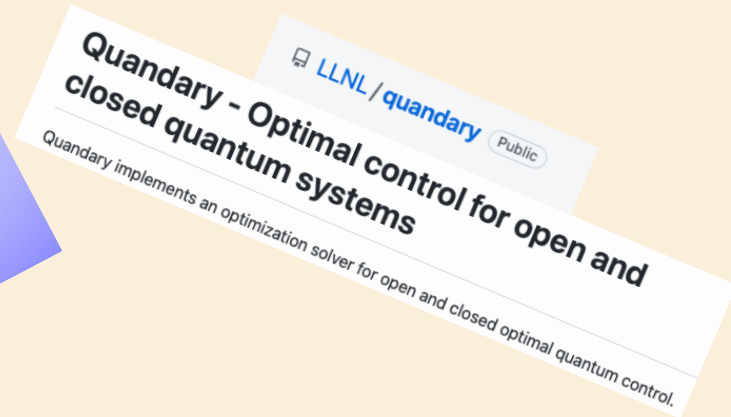 LLNL/quandary Public
Quandary - Optimal control for open and
closed quantum systems
Quandary implements an optimization solver for open and closed optimal quantum control.